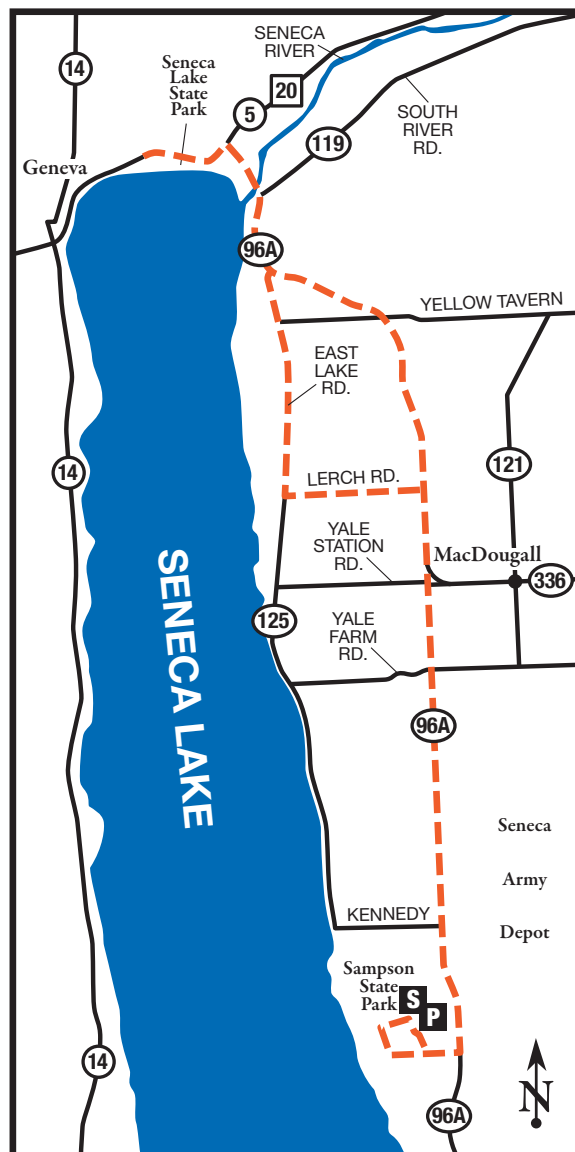 14
SENECA
RIVER
Seneca
Lake
State
Park
20
5
SOUTH
RIVER
RD.
119
Geneva
96A
YELLOW TAVERN
EAST
LAKE
RD.
14
121
LERCH RD.
YALE
STATION
RD.
MacDougall
336
SENECA LAKE
125
YALE
FARM
RD.
96A
Seneca
Army
Depot
KENNEDY
Sampson
State
Park
S
P
14
96A
N